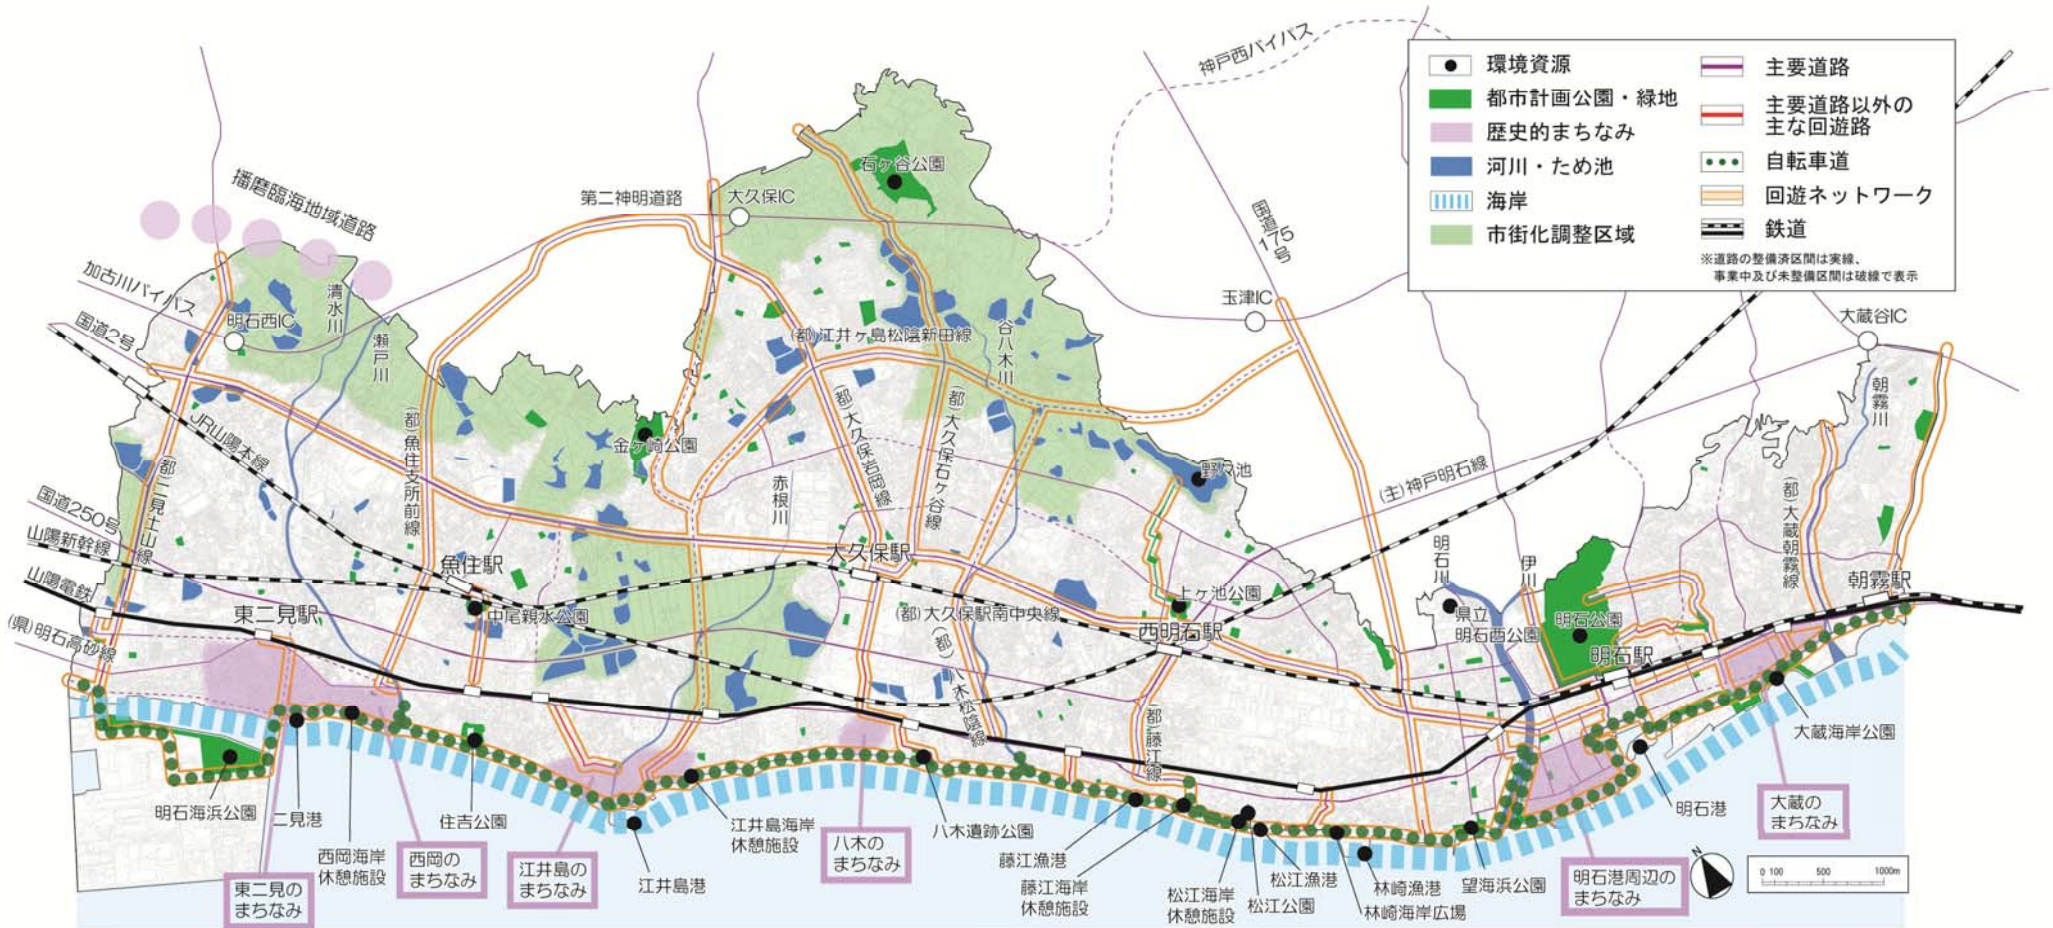 環境資源
都市計画公園・緑地
歴史的まちなみ
河川・ため池
海岸
市街化調整区域
主要道路
主要道路以外の
主な回遊路
自転車道
回遊ネットワーク
鉄道
※道路の整備済区間は実線、
事業中及び未整備区間は破線で表示
神戸西バイパス
石ヶ谷公園
播磨臨海地域道路
第二神明道路
大久保IC
国道175号
加古川バイパス
国道2号
明石西IC
清水川
瀬戸川
玉津IC
大蔵谷IC
(都)江井ヶ島松陰新田線
谷八木川
朝霧川
JR山陽本線
(都)魚住支所前線
金ヶ崎公園
(都)大久保岩岡線
(都)大久保石ヶ谷線
赤根川
野々池
(主)神戸明石線
(都)二見土山線
(都)大蔵朝霧線
国道250号
山陽新幹線
山陽電鉄
(県)明石高砂線
魚住駅
大久保駅
明石川
伊川
朝霧駅
東二見駅
中尾親水公園
(都)大久保駅南中央線
上ヶ池公園
西明石駅
県立
明石西公園
明石公園
明石駅
(都)八木松陰線
(都)藤江線
大蔵海岸公園
明石海浜公園
二見港
西岡海岸
休憩施設
住吉公園
江井島港
江井島海岸
休憩施設
八木遺跡公園
藤江漁港
藤江海岸
休憩施設
松江海岸
休憩施設
松江漁港
松江公園
林崎漁港
林崎海岸広場
望海浜公園
明石港
東二見の
まちなみ
西岡の
まちなみ
江井島の
まちなみ
八木の
まちなみ
明石港周辺の
まちなみ
大蔵の
まちなみ
N
0 100 500 1000m